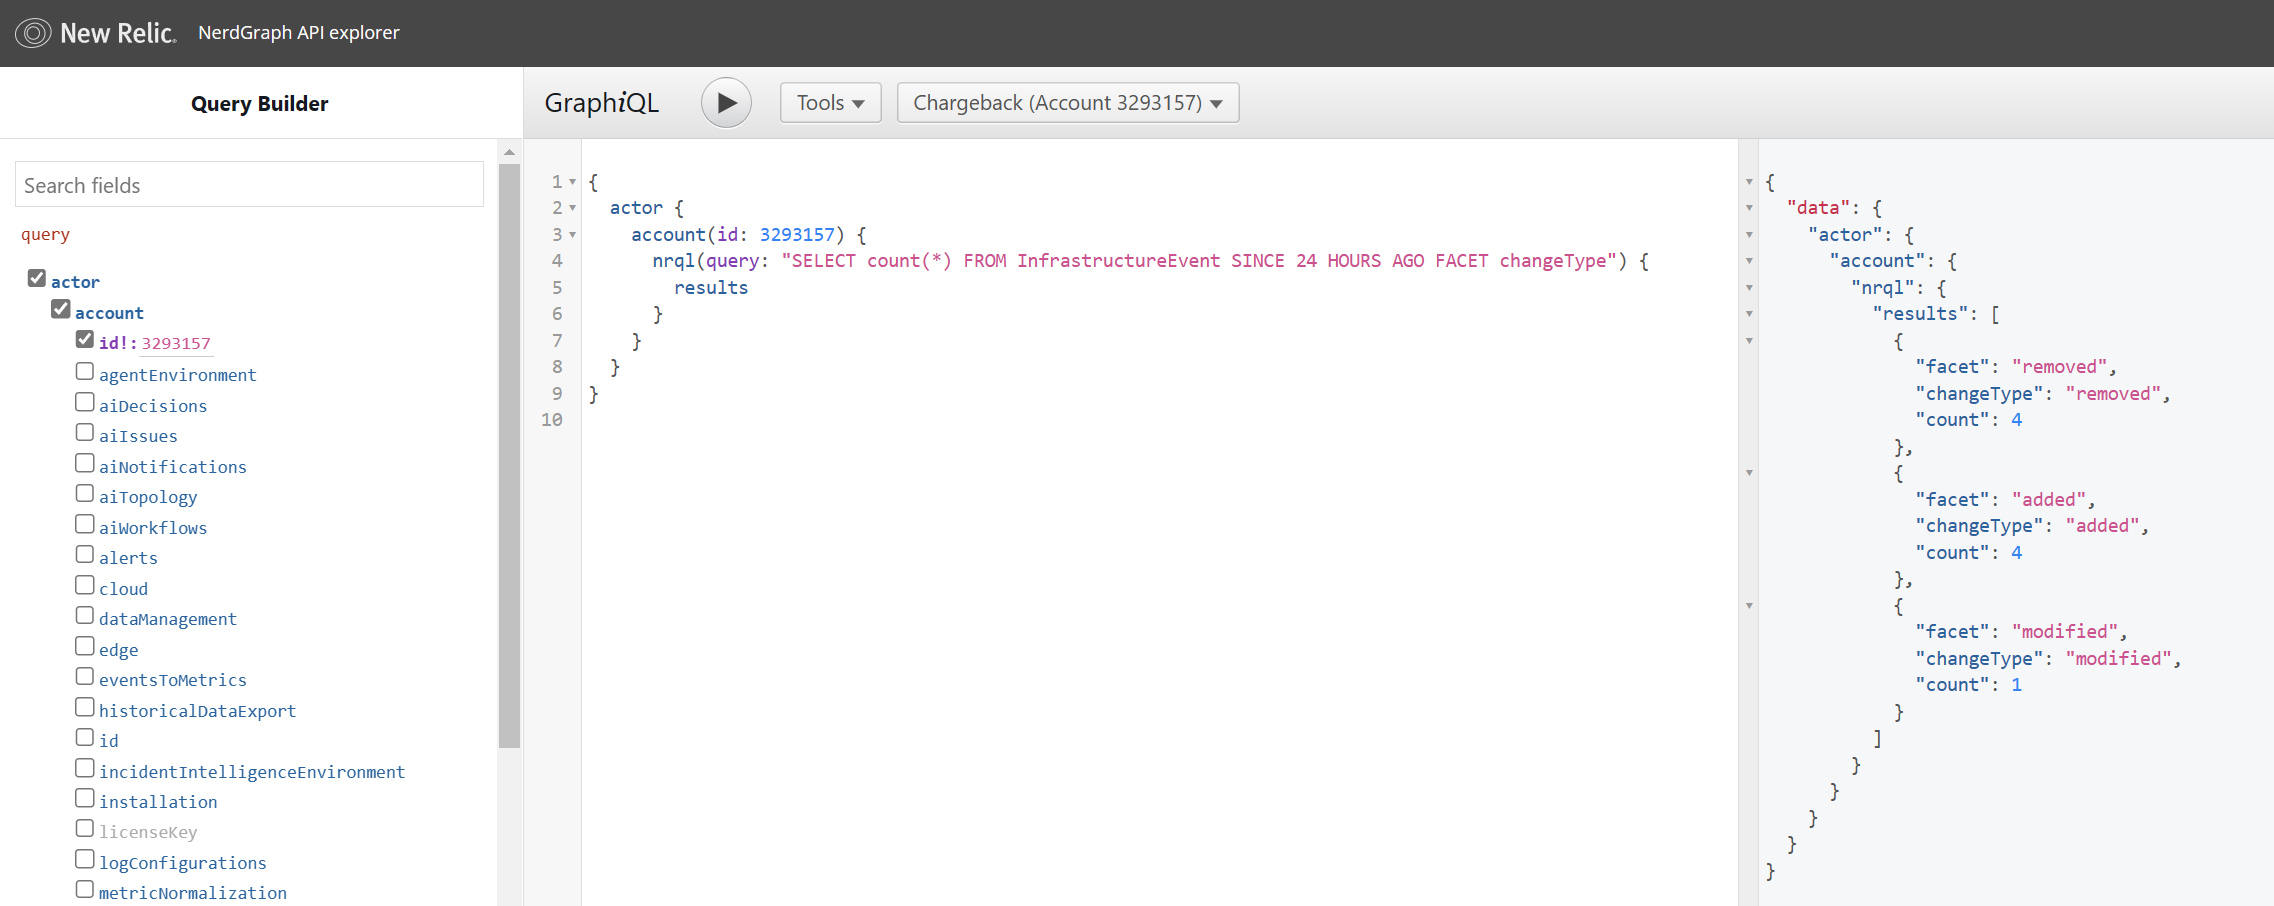 New Relic. NerdGraph API explorer
Query Builder
GraphiQL Tools Chargeback (Account 3293157)
Search fields
query
actor
account
id!: 3293157
agentEnvironment
aiDecisions
aiIssues
aiNotifications
aiTopology
aiWorkflows
alerts
cloud
dataManagement
edge
eventsToMetrics
historicalDataExport
id
incidentIntelligenceEnvironment
installation
licenseKey
logConfigurations
metricNormalization
1 {
2 actor {
3 account(id: 3293157) {
4 nrql(query: "SELECT count(*) FROM InfrastructureEvent SINCE 24 HOURS AGO FACET changeType") {
5 results
6 }
7 }
8 }
9 }
10
{
"data": {
"actor": {
"account": {
"nrql": {
"results": [
{
"facet": "removed",
"changeType": "removed",
"count": 4
},
{
"facet": "added",
"changeType": "added",
"count": 4
},
{
"facet": "modified",
"changeType": "modified",
"count": 1
}
]
}
}
}
}
}